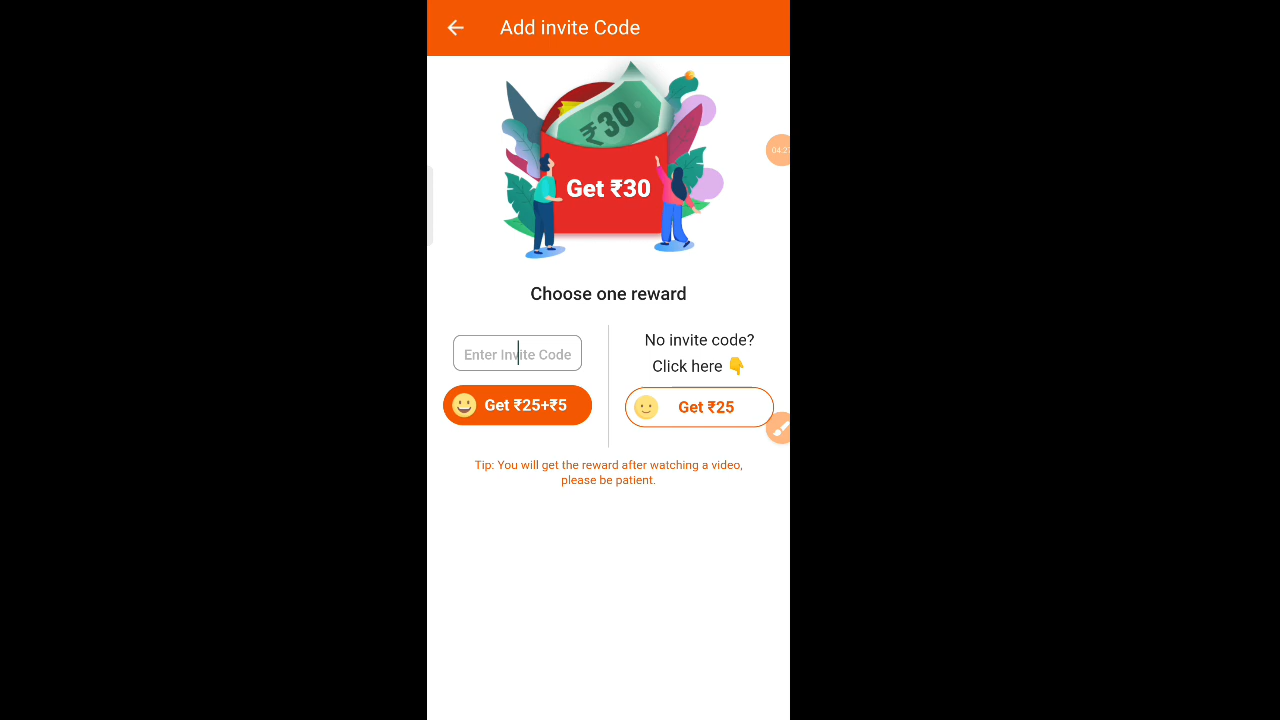 Add invite Code
₹30
Get ₹30
Choose one reward
Enter Invite Code
Get ₹25+₹5
No invite code?
Click here 👇
Get ₹25
Tip: You will get the reward after watching a video,
please be patient.